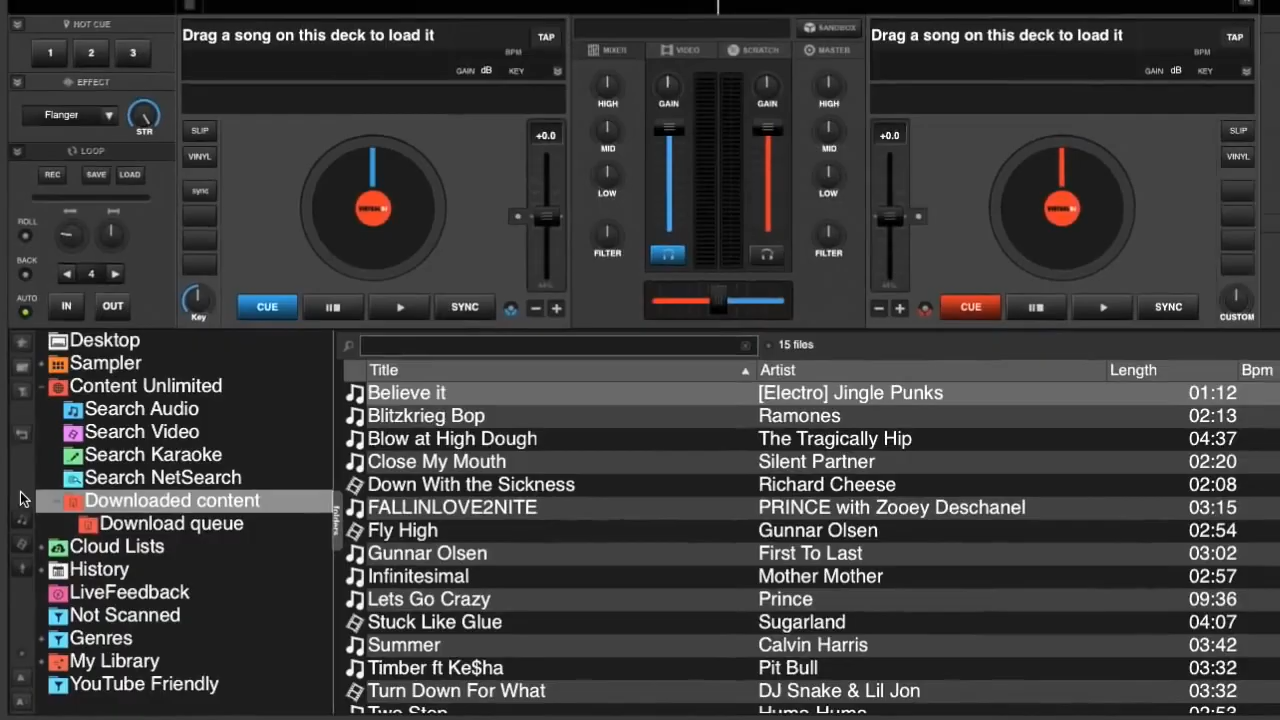 HOT CUE
1 2 3
EFFECT
Flanger
STR
LOOP
REC SAVE LOAD
ROLL
BACK
4
AUTO
IN OUT
Drag a song on this deck to load it
TAP
BPM
GAIN dB KEY
SLIP
VINYL
sync
Key
VIRTUAL DJ
+0.0
CUE
SYNC
SANDBOX
MIXER VIDEO SCRATCH MASTER
HIGH GAIN GAIN HIGH
MID MID
LOW LOW
FILTER FILTER
Drag a song on this deck to load it
TAP
BPM
GAIN dB KEY
+0.0
VIRTUAL DJ
SLIP
VINYL
CUSTOM
CUE
SYNC
Desktop
Sampler
Content Unlimited
Search Audio
Search Video
Search Karaoke
Search NetSearch
Downloaded content
Download queue
Cloud Lists
History
LiveFeedback
Not Scanned
Genres
My Library
YouTube Friendly
folders
15 files
Title Artist Length Bpm
Believe it [Electro] Jingle Punks 01:12
Blitzkrieg Bop Ramones 02:13
Blow at High Dough The Tragically Hip 04:37
Close My Mouth Silent Partner 02:20
Down With the Sickness Richard Cheese 02:08
FALLINLOVE2NITE PRINCE with Zooey Deschanel 03:15
Fly High Gunnar Olsen 02:54
Gunnar Olsen First To Last 03:02
Infinitesimal Mother Mother 02:57
Lets Go Crazy Prince 09:36
Stuck Like Glue Sugarland 04:07
Summer Calvin Harris 03:42
Timber ft Ke$ha Pit Bull 03:32
Turn Down For What DJ Snake & Lil Jon 03:32
Two Step Huma-Huma 02:53